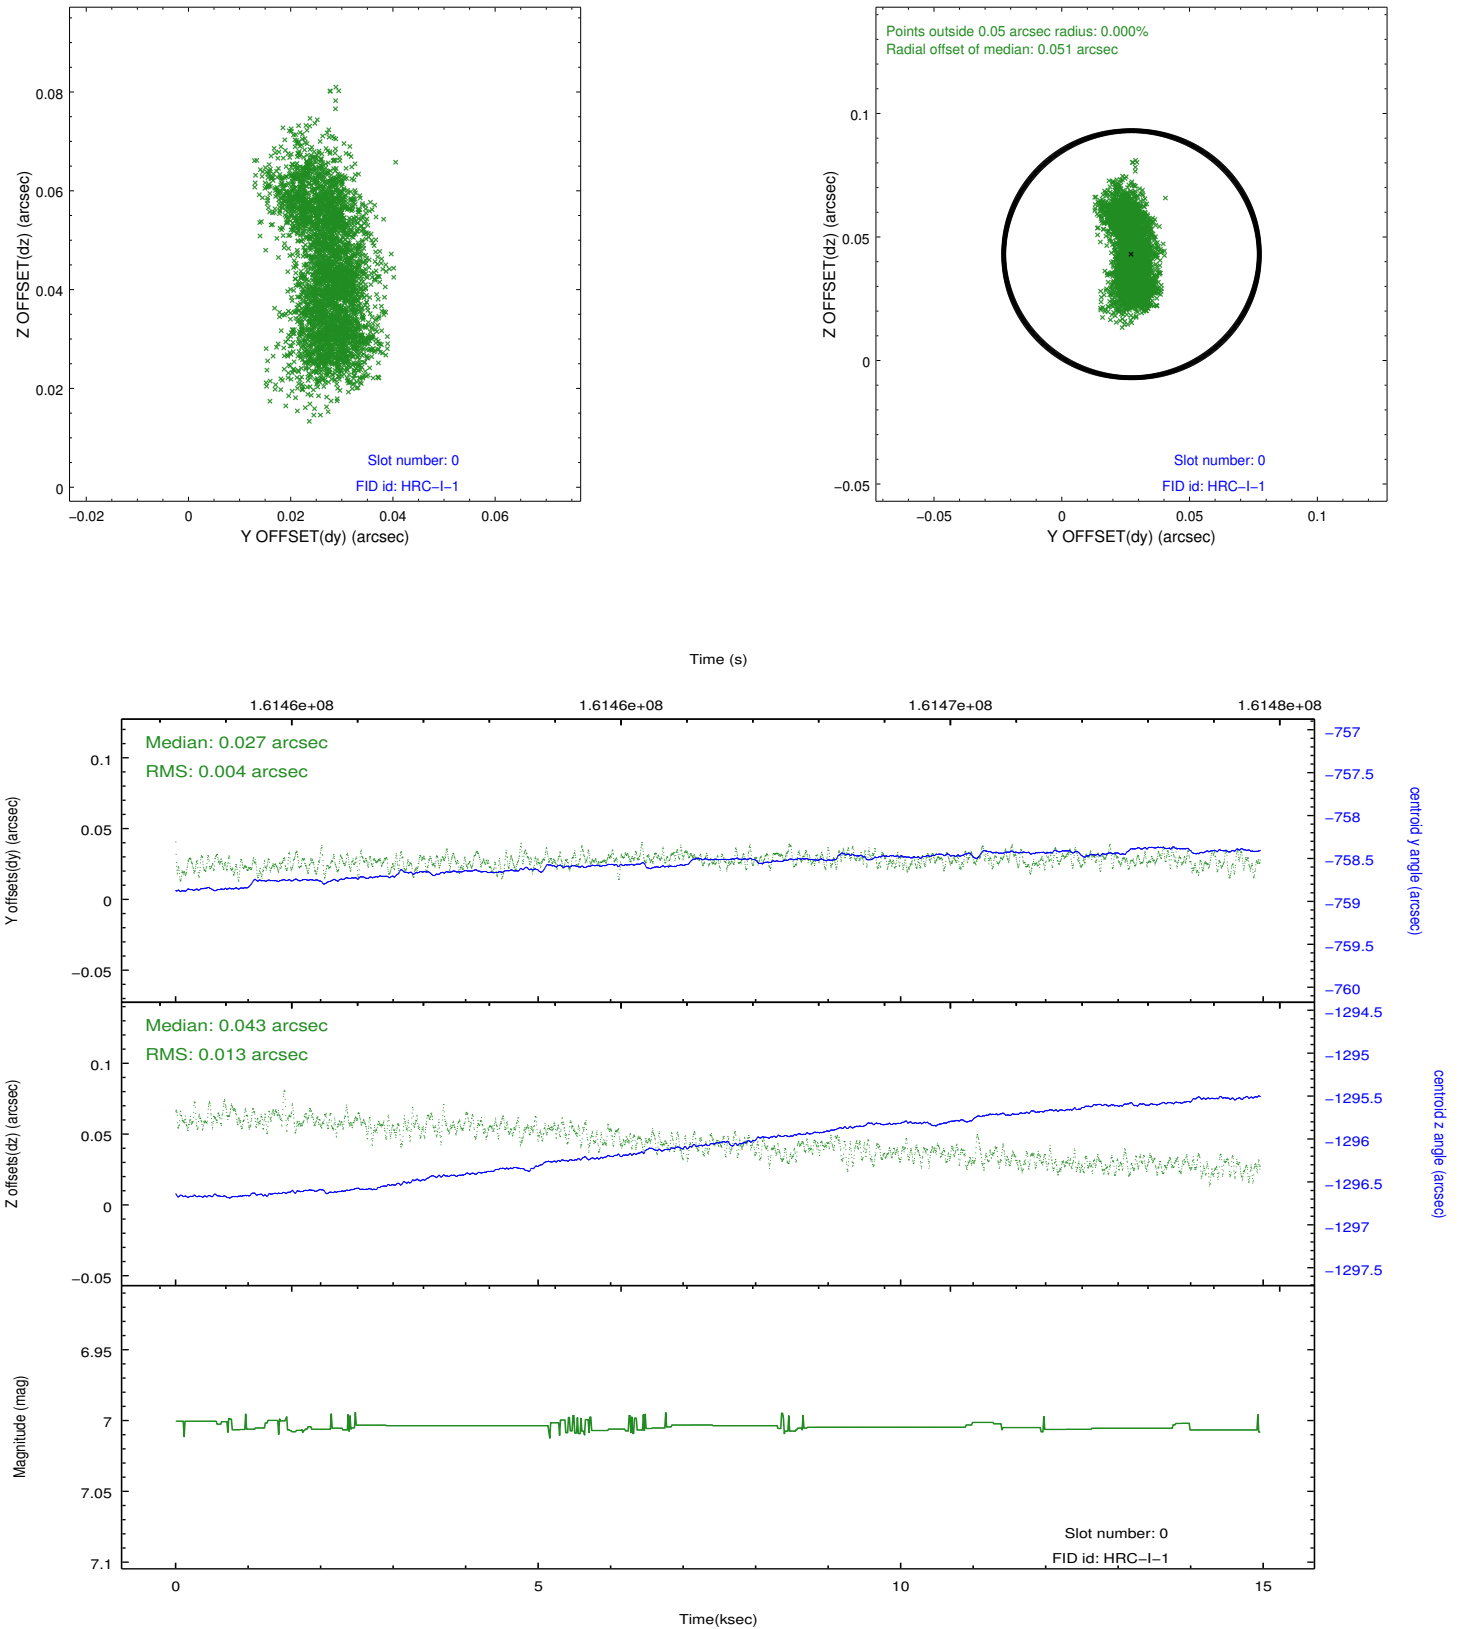 0.08
0.06
0.04
0.02
0
Z OFFSET(dz) (arcsec)
Slot number: 0
FID id: HRC−I−1
−0.02 0 0.02 0.04 0.06
Y OFFSET(dy) (arcsec)
Points outside 0.05 arcsec radius: 0.000%
Radial offset of median: 0.051 arcsec
0.1
0.05
0
−0.05
Z OFFSET(dz) (arcsec)
Slot number: 0
FID id: HRC−I−1
−0.05 0 0.05 0.1
Y OFFSET(dy) (arcsec)
Time (s)
1.6146e+08 1.6146e+08 1.6147e+08 1.6148e+08
Median: 0.027 arcsec
RMS: 0.004 arcsec
0.1
0.05
0
−0.05
Y offsets(dy) (arcsec)
−757
−757.5
−758
−758.5
−759
−759.5
−760
centroid y angle (arcsec)
Median: 0.043 arcsec
RMS: 0.013 arcsec
0.1
0.05
0
−0.05
Z offsets(dz) (arcsec)
−1294.5
−1295
−1295.5
−1296
−1296.5
−1297
−1297.5
centroid z angle (arcsec)
6.95
7
7.05
7.1
Magnitude (mag)
Slot number: 0
FID id: HRC−I−1
0 5 10 15
Time(ksec)